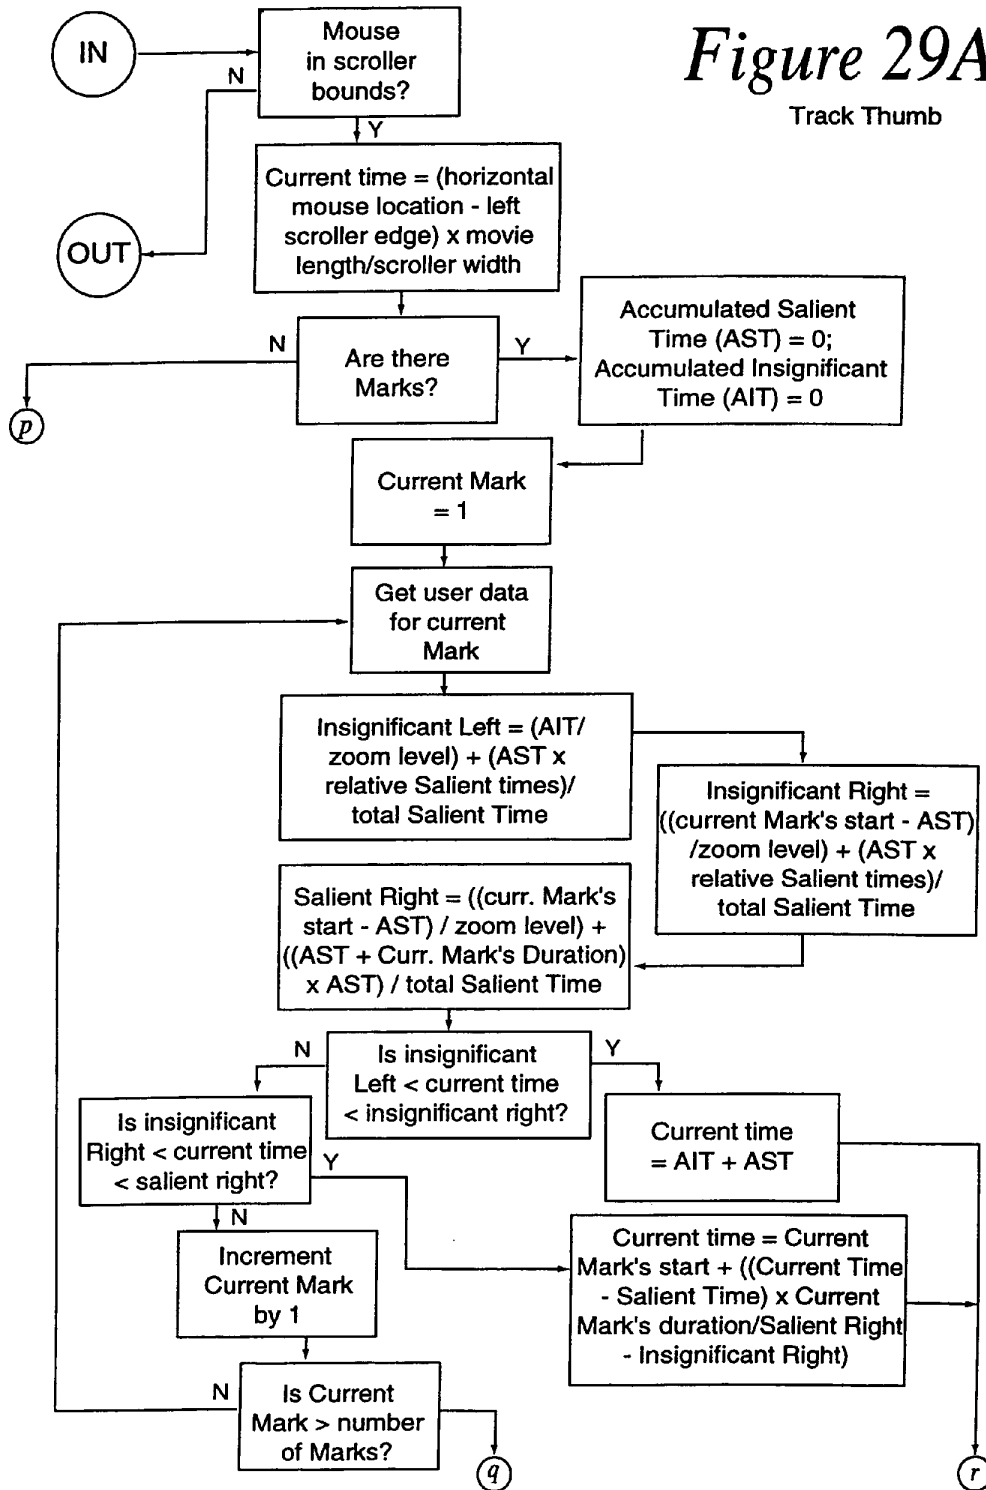 Figure 29A
Track Thumb
IN
Mouse
in scroller
bounds?
N
Y
OUT
Current time = (horizontal
mouse location - left
scroller edge) x movie
length/scroller width
N
Are there
Marks?
Y
Accumulated Salient
Time (AST) = 0;
Accumulated Insignificant
Time (AIT) = 0
p
Current Mark
= 1
Get user data
for current
Mark
Insignificant Left = (AIT/
zoom level) + (AST x
relative Salient times)/
total Salient Time
Insignificant Right =
((current Mark's start - AST)
/zoom level) + (AST x
relative Salient times)/
total Salient Time
Salient Right = ((curr. Mark's
start - AST) / zoom level) +
((AST + Curr. Mark's Duration)
x AST) / total Salient Time
N
Is insignificant
Left < current time
< insignificant right?
Y
Is insignificant
Right < current time
< salient right?
Y
N
Current time
= AIT + AST
Increment
Current Mark
by 1
Current time = Current
Mark's start + ((Current Time
- Salient Time) x Current
Mark's duration/Salient Right
- Insignificant Right)
N
Is Current
Mark > number
of Marks?
q
r